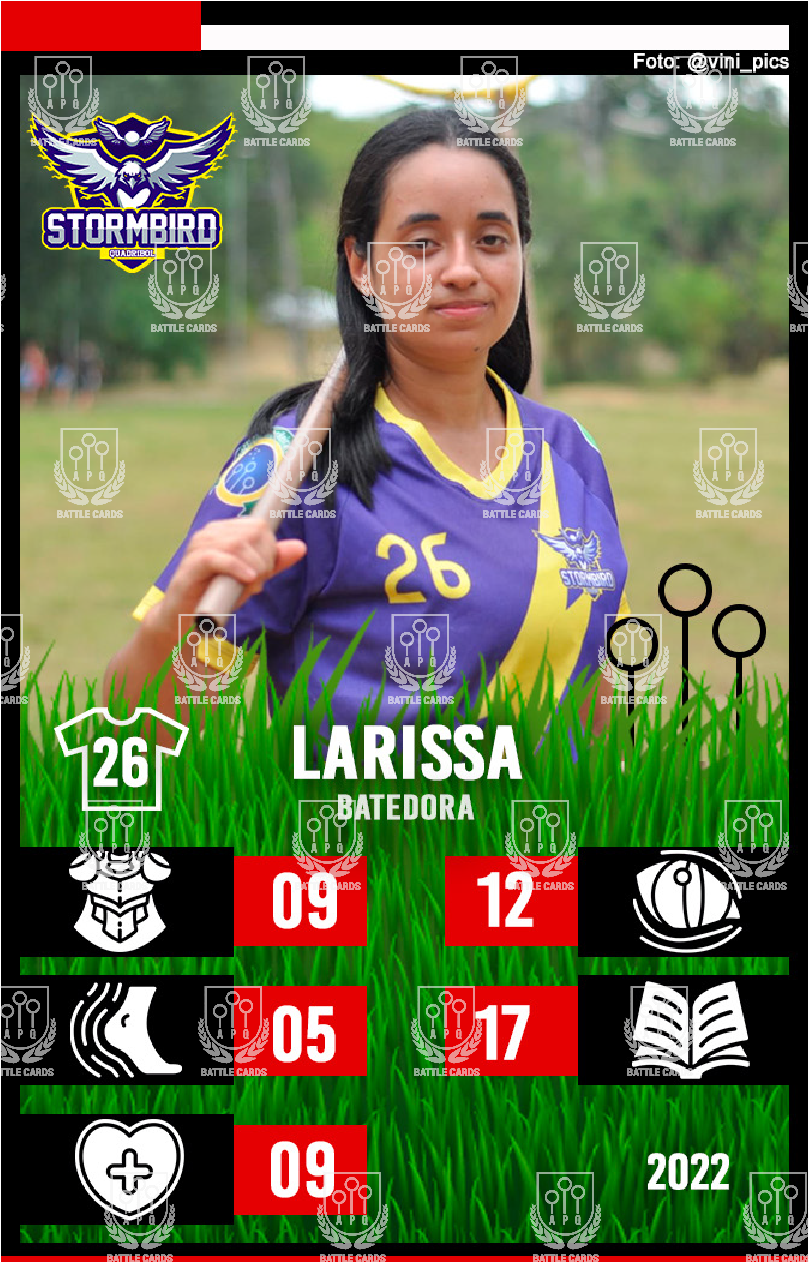 Foto: @vini_pics
STORMBIRD
QUADRIBOL
26
STORMBIRD
26
LARISSA
BATEDORA
09
12
05
17
09
2022
APQ
BATTLE CARDS